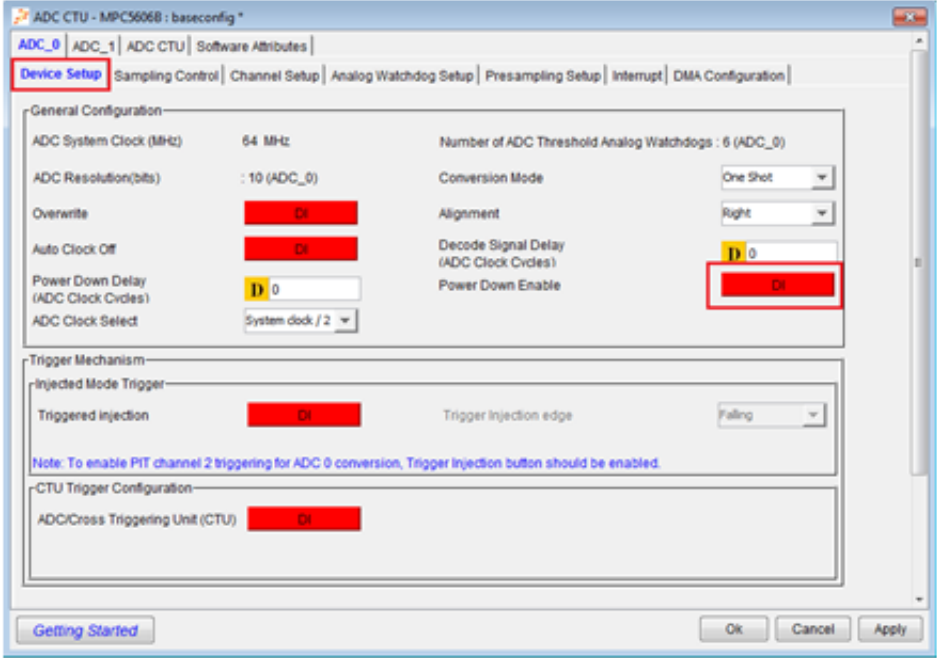 ADC CTU - MPC5606B : baseconfig *
ADC_0 ADC_1 ADC CTU Software Attributes
Device Setup Sampling Control Channel Setup Analog Watchdog Setup Presampling Setup Interrupt DMA Configuration
General Configuration
ADC System Clock (MHz) 64 MHz Number of ADC Threshold Analog Watchdogs : 6 (ADC_0)
ADC Resolution(bits) : 10 (ADC_0) Conversion Mode One Shot
Overwrite DI Alignment Right
Auto Clock Off DI Decode Signal Delay
(ADC Clock Cycles) D 0
Power Down Delay
(ADC Clock Cycles) D 0 Power Down Enable DI
ADC Clock Select System clock / 2
Trigger Mechanism
Injected Mode Trigger
Triggered injection DI Trigger Injection edge Falling
Note: To enable PIT channel 2 triggering for ADC 0 conversion, Trigger Injection button should be enabled.
CTU Trigger Configuration
ADC/Cross Triggering Unit (CTU) DI
Getting Started Ok Cancel Apply